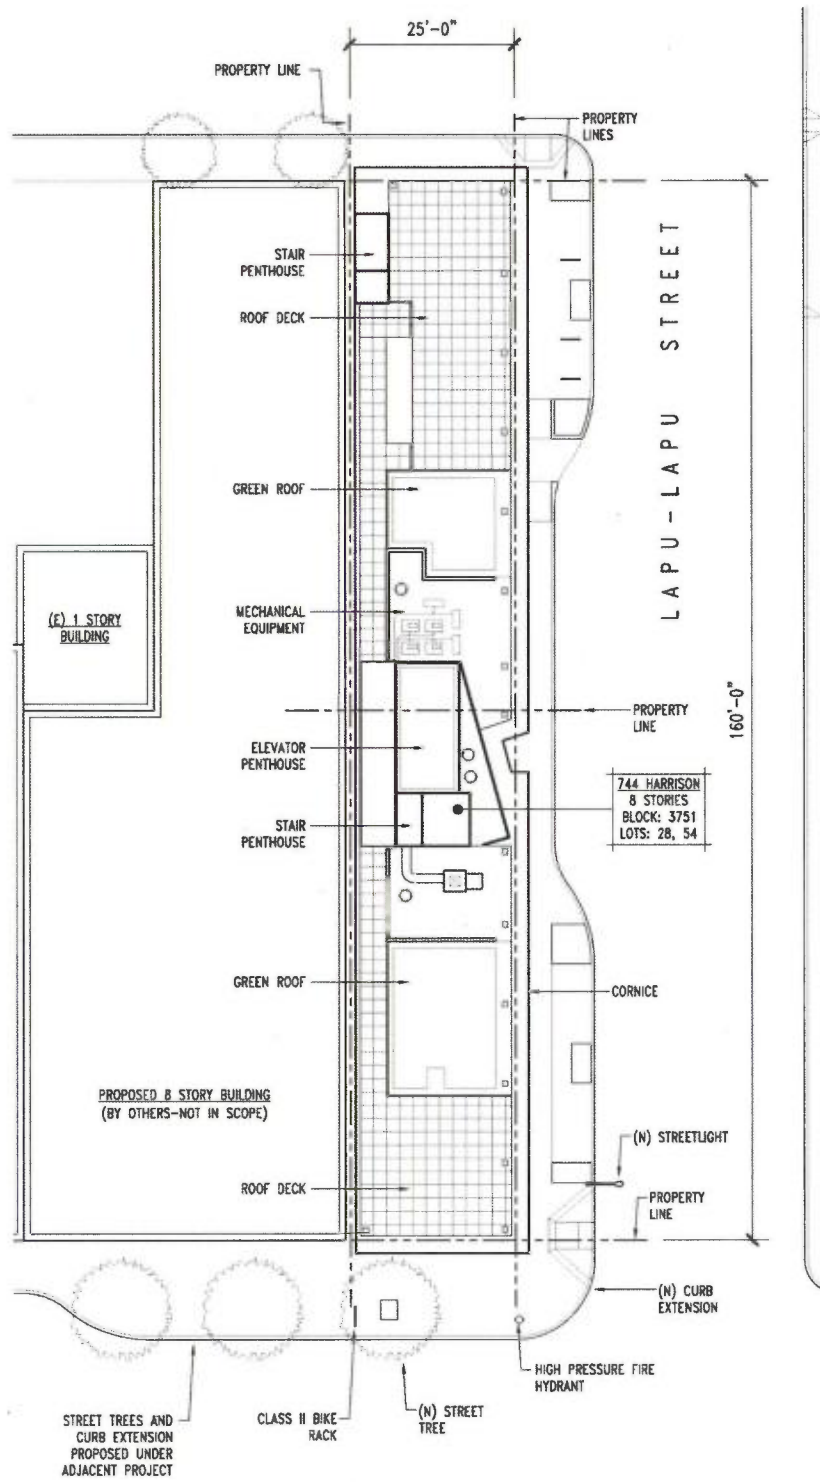 25'-0"
PROPERTY LINE
PROPERTY
LINES
STAIR
PENTHOUSE
ROOF DECK
LAPU-LAPU STREET
GREEN ROOF
(E) 1 STORY
BUILDING
MECHANICAL
EQUIPMENT
160'-0"
PROPERTY
LINE
ELEVATOR
PENTHOUSE
744 HARRISON
8 STORIES
BLOCK: 3751
LOTS: 28, 54
STAIR
PENTHOUSE
GREEN ROOF
CORNICE
PROPOSED 8 STORY BUILDING
(BY OTHERS-NOT IN SCOPE)
(N) STREETLIGHT
ROOF DECK
PROPERTY
LINE
(N) CURB
EXTENSION
HIGH PRESSURE FIRE
HYDRANT
STREET TREES AND
CURB EXTENSION
PROPOSED UNDER
ADJACENT PROJECT
CLASS II BIKE
RACK
(N) STREET
TREE